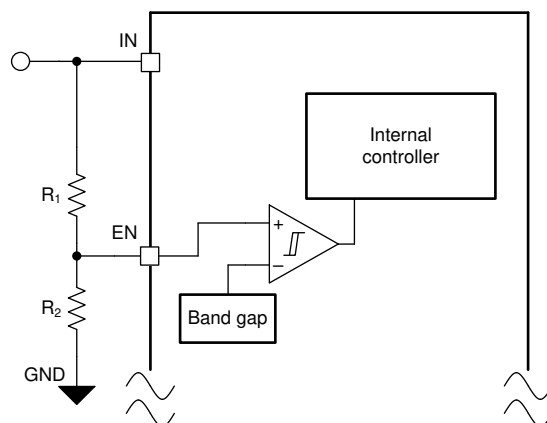 IN
Internal
controller
R1
EN
+
−
R2
Band gap
GND